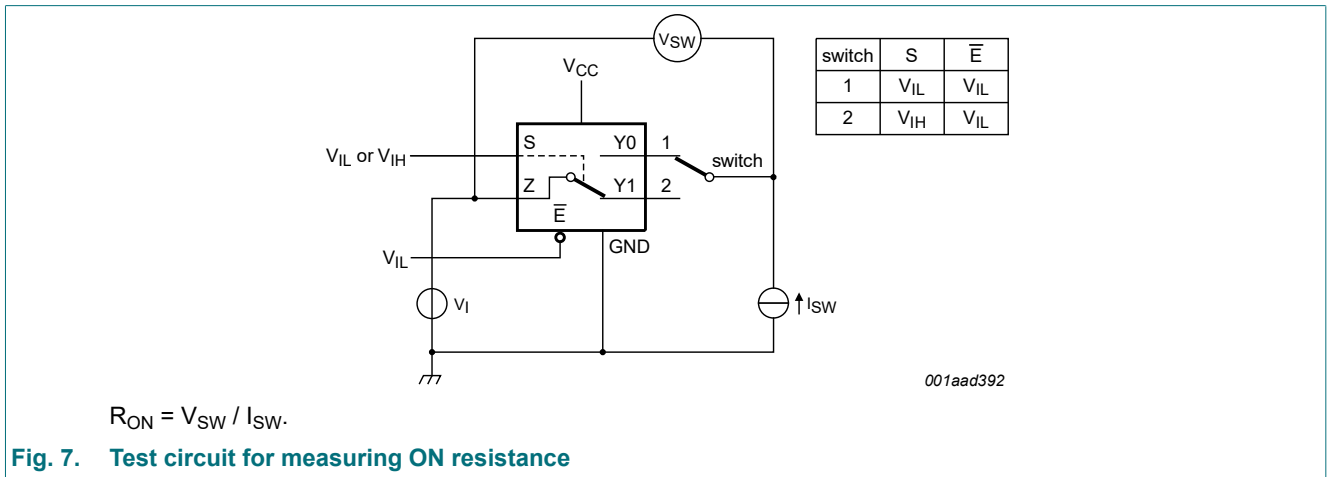 VSW
switch S E
VCC
1 VIL VIL
2 VIH VIL
S Y0 1
VIL or VIH
switch
Z Y1 2
E
GND
VIL
VI
ISW
001aad392
RON = VSW / ISW.
Fig. 7. Test circuit for measuring ON resistance